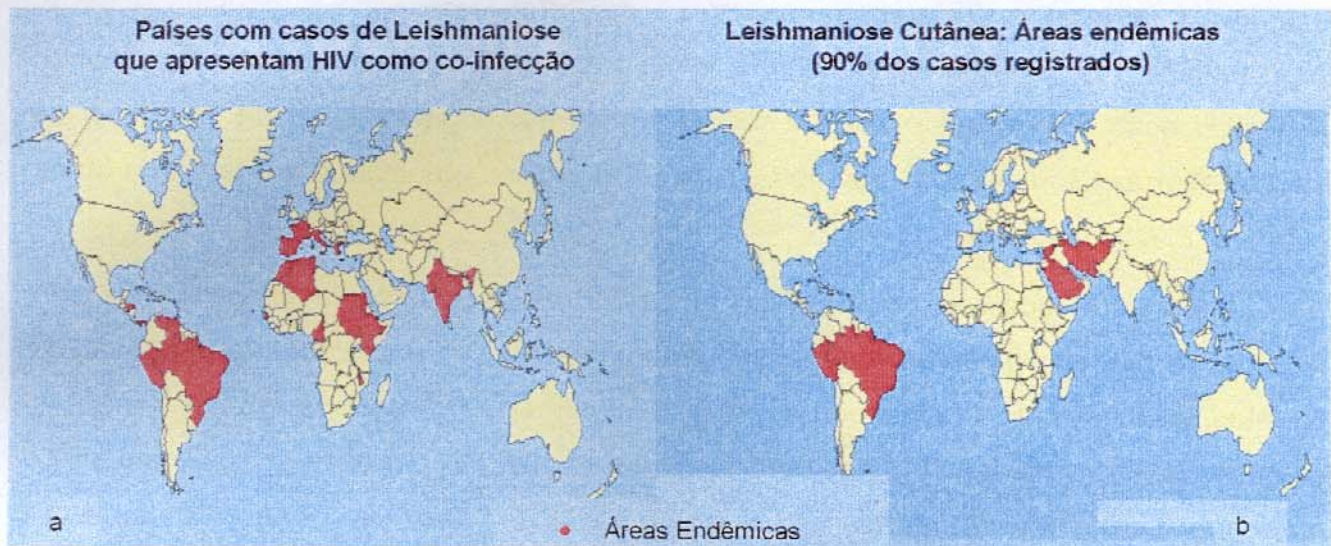 Países com casos de Leishmaniose
que apresentam HIV como co-infecção
Leishmaniose Cutânea: Áreas endêmicas
(90% dos casos registrados)
a
• Áreas Endêmicas
b